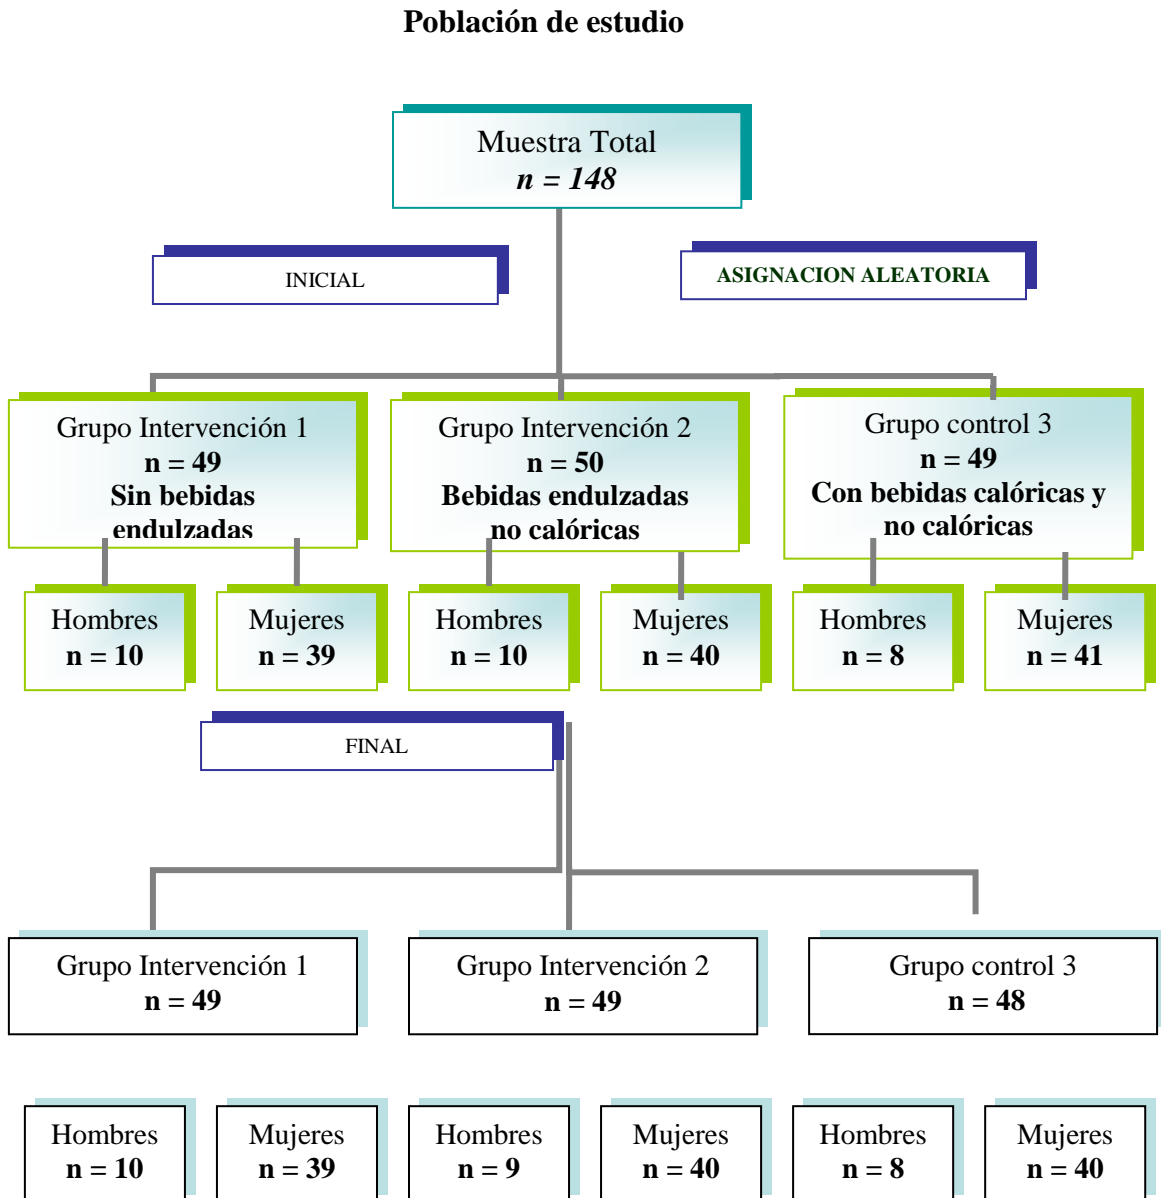 Población de estudio
Muestra Total
n = 148
INICIAL
ASIGNACION ALEATORIA
Grupo Intervención 1
n = 49
Sin bebidas
endulzadas
Grupo Intervención 2
n = 50
Bebidas endulzadas
no calóricas
Grupo control 3
n = 49
Con bebidas calóricas y
no calóricas
Hombres
n = 10
Mujeres
n = 39
Hombres
n = 10
Mujeres
n = 40
Hombres
n = 8
Mujeres
n = 41
FINAL
Grupo Intervención 1
n = 49
Grupo Intervención 2
n = 49
Grupo control 3
n = 48
Hombres
n = 10
Mujeres
n = 39
Hombres
n = 9
Mujeres
n = 40
Hombres
n = 8
Mujeres
n = 40